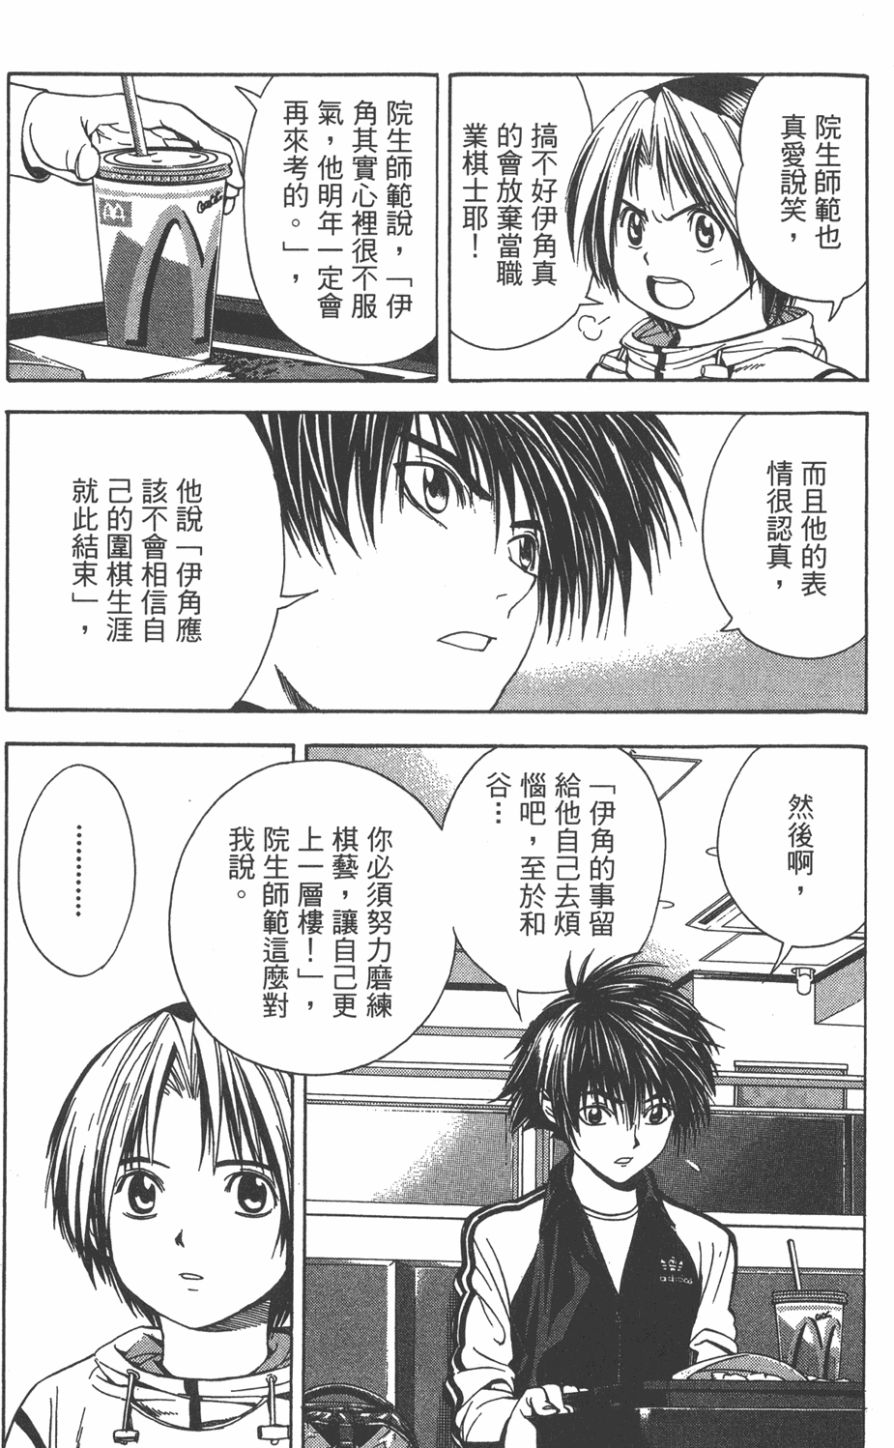 院生師範也
真愛說笑，
搞不好伊角真
的會放棄當職
業棋士耶！
院生師範說，「伊
角其實心裡很不服
氣，他明年一定會
再來考的。」，
而且他的表
情很認真，
他說「伊角應
該不會相信自
己的圍棋生涯
就此結束」，
然後啊，
「伊角的事留
給他自己去煩
惱吧，至於和
谷…
你必須努力磨練
棋藝，讓自己更
上一層樓！」，
院生師範這麼對
我說。
…………
adidas